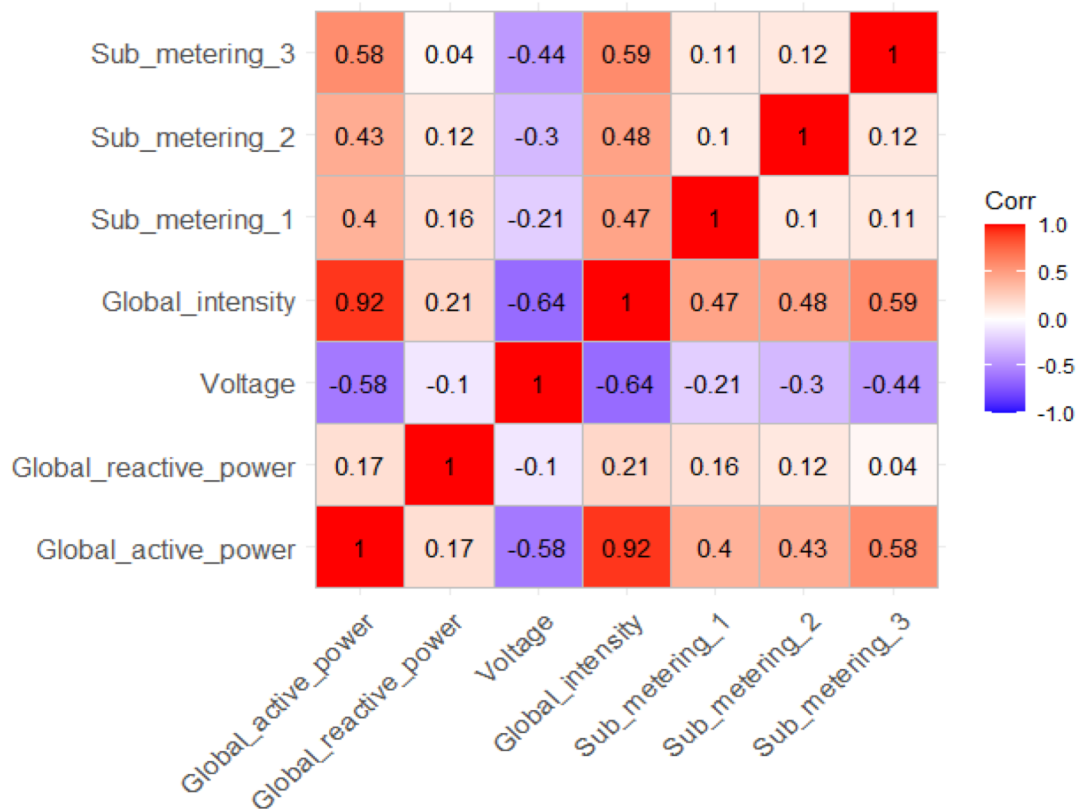 Sub_metering_3 0.58 0.04 -0.44 0.59 0.11 0.12 1
Sub_metering_2 0.43 0.12 -0.3 0.48 0.1 1 0.12
Sub_metering_1 0.4 0.16 -0.21 0.47 1 0.1 0.11
Global_intensity 0.92 0.21 -0.64 1 0.47 0.48 0.59
Voltage -0.58 -0.1 1 -0.64 -0.21 -0.3 -0.44
Global_reactive_power 0.17 1 -0.1 0.21 0.16 0.12 0.04
Global_active_power 1 0.17 -0.58 0.92 0.4 0.43 0.58
Global_active_power
Global_reactive_power
Voltage
Global_intensity
Sub_metering_1
Sub_metering_2
Sub_metering_3
Corr
1.0
0.5
0.0
-0.5
-1.0